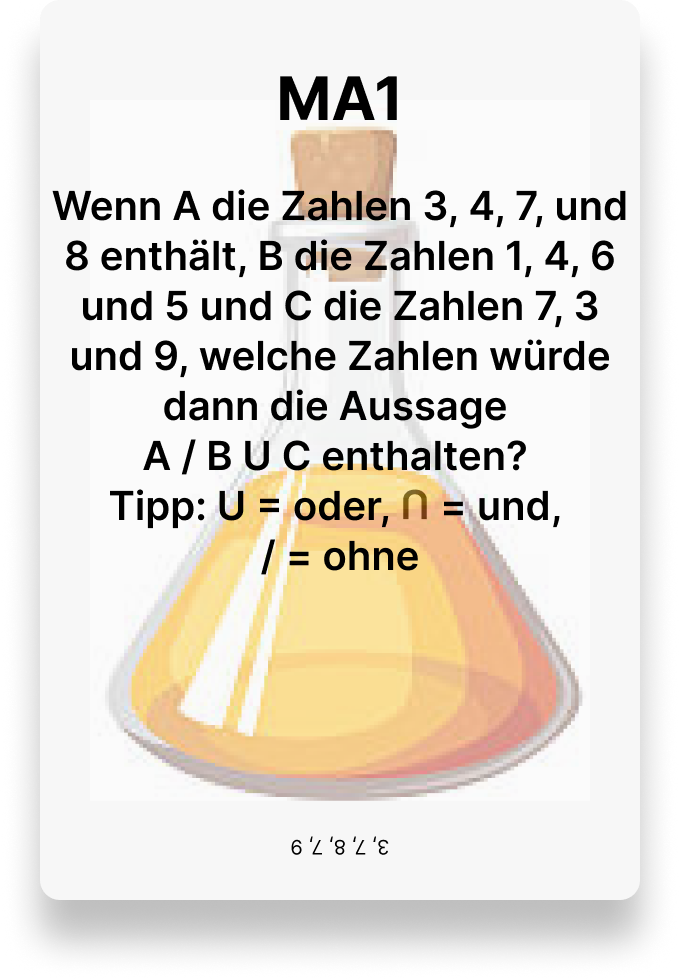 MA1
Wenn A die Zahlen 3, 4, 7, und
8 enthält, B die Zahlen 1, 4, 6
und 5 und C die Zahlen 7, 3
und 9, welche Zahlen würde
dann die Aussage
A / B U C enthalten?
Tipp: U = oder, ∩ = und,
/ = ohne
3, 7, 8, 7, 9